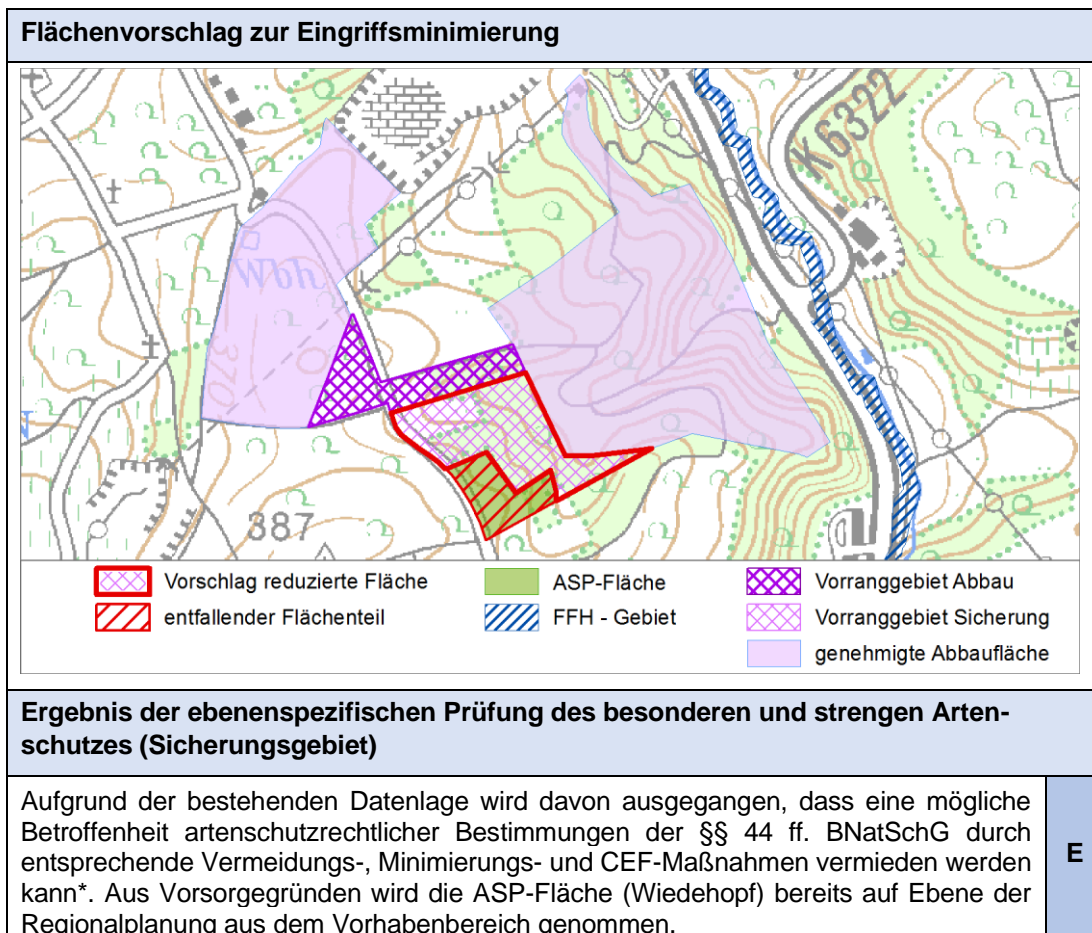 Flächenvorschlag zur Eingriffsminimierung
K 6322
Wbh
370
387
Vorschlag reduzierte Fläche
ASP-Fläche
Vorranggebiet Abbau
entfallender Flächenteil
FFH - Gebiet
Vorranggebiet Sicherung
genehmigte Abbaufläche
Ergebnis der ebenenspezifischen Prüfung des besonderen und strengen Arten-
schutzes (Sicherungsgebiet)
Aufgrund der bestehenden Datenlage wird davon ausgegangen, dass eine mögliche
Betroffenheit artenschutzrechtlicher Bestimmungen der §§ 44 ff. BNatSchG durch
entsprechende Vermeidungs-, Minimierungs- und CEF-Maßnahmen vermieden werden
kann*. Aus Vorsorgegründen wird die ASP-Fläche (Wiedehopf) bereits auf Ebene der
Regionalplanung aus dem Vorhabenbereich genommen.
E